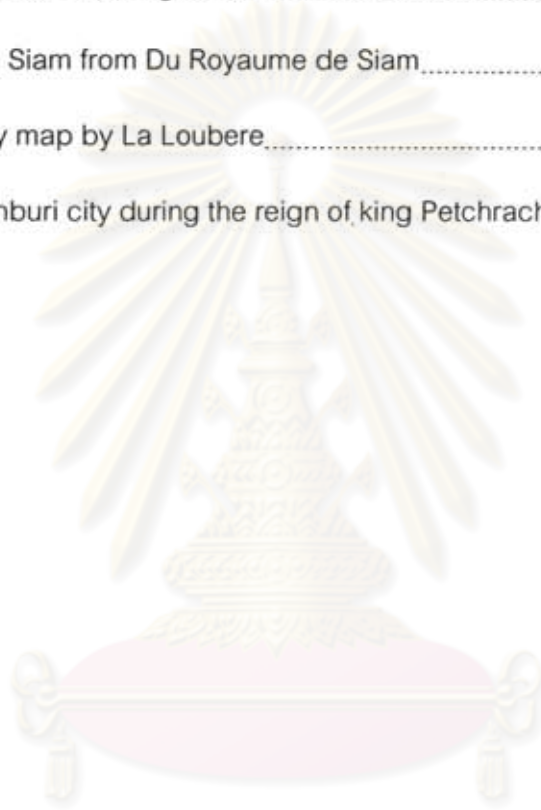 Siam from Du Royaume de Siam........................
y map by La Loubere........................................................
nburi city during the reign of king Petchrach